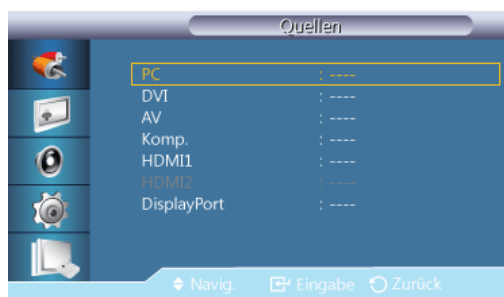 Quellen
PC : ----
DVI : ----
AV : ----
Komp. : ----
HDMI1 : ----
HDMI2 : ----
DisplayPort : ----
Navig. Eingabe Zurück